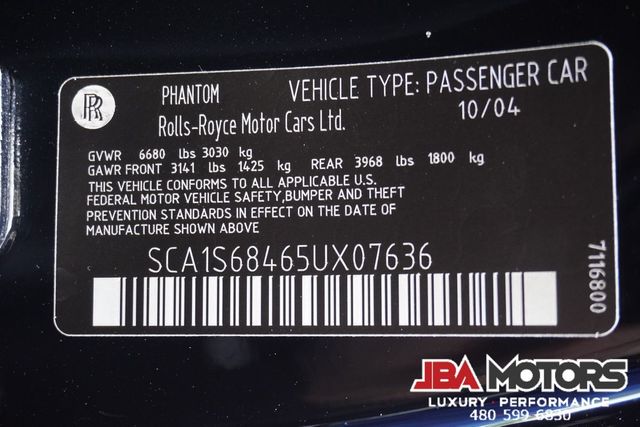 RR PHANTOM VEHICLE TYPE: PASSENGER CAR
Rolls-Royce Motor Cars Ltd. 10/04
GVWR 6680 lbs 3030 kg
GAWR FRONT 3141 lbs 1425 kg REAR 3968 lbs 1800 kg
THIS VEHICLE CONFORMS TO ALL APPLICABLE U.S.
FEDERAL MOTOR VEHICLE SAFETY,BUMPER AND THEFT
PREVENTION STANDARDS IN EFFECT ON THE DATE OF
MANUFACTURE SHOWN ABOVE
SCA1S68465UX07636
7116800
JBA MOTORS
LUXURY - PERFORMANCE
480 599 6830